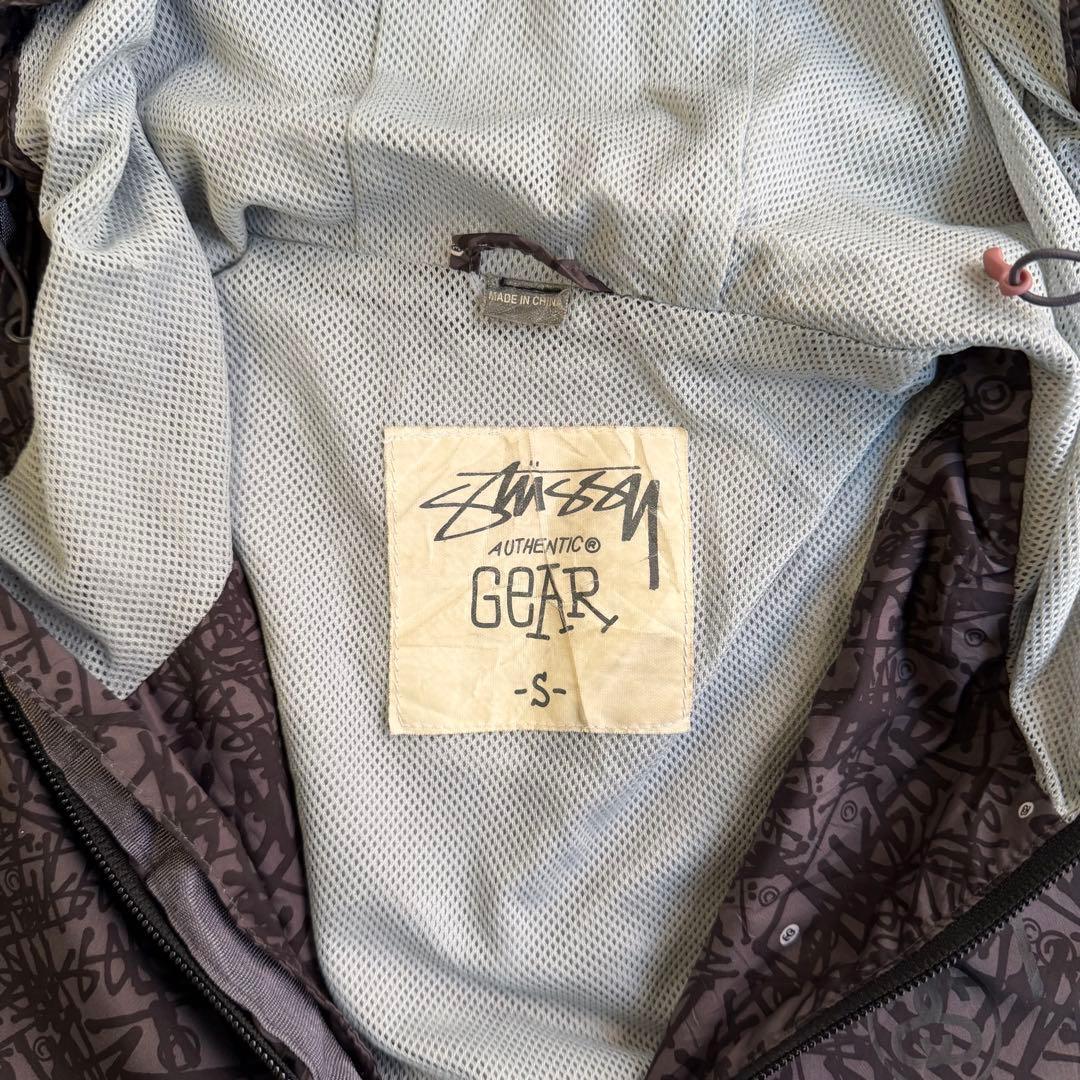 MADE IN CHINA
Stüssy
AUTHENTIC®
GEAR
-S-